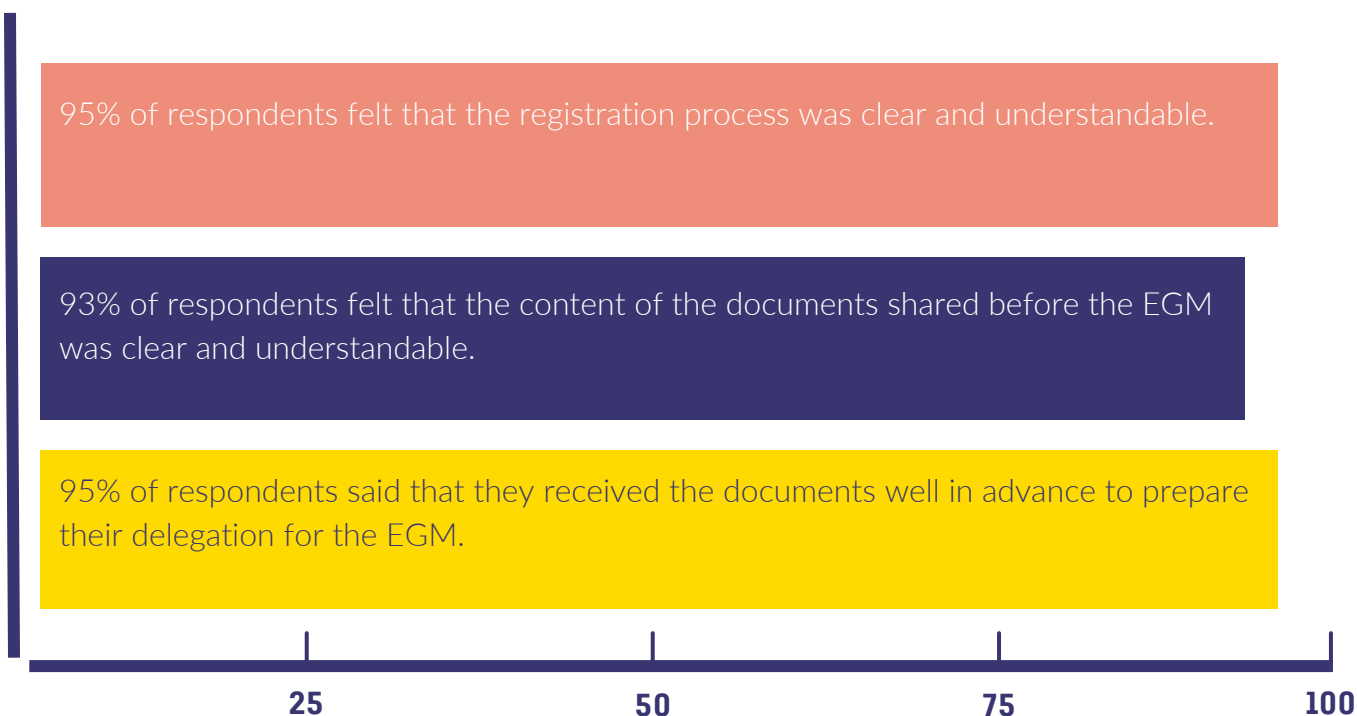 95% of respondents felt that the registration process was clear and understandable.
93% of respondents felt that the content of the documents shared before the EGM
was clear and understandable.
95% of respondents said that they received the documents well in advance to prepare
their delegation for the EGM.
25 50 75 100